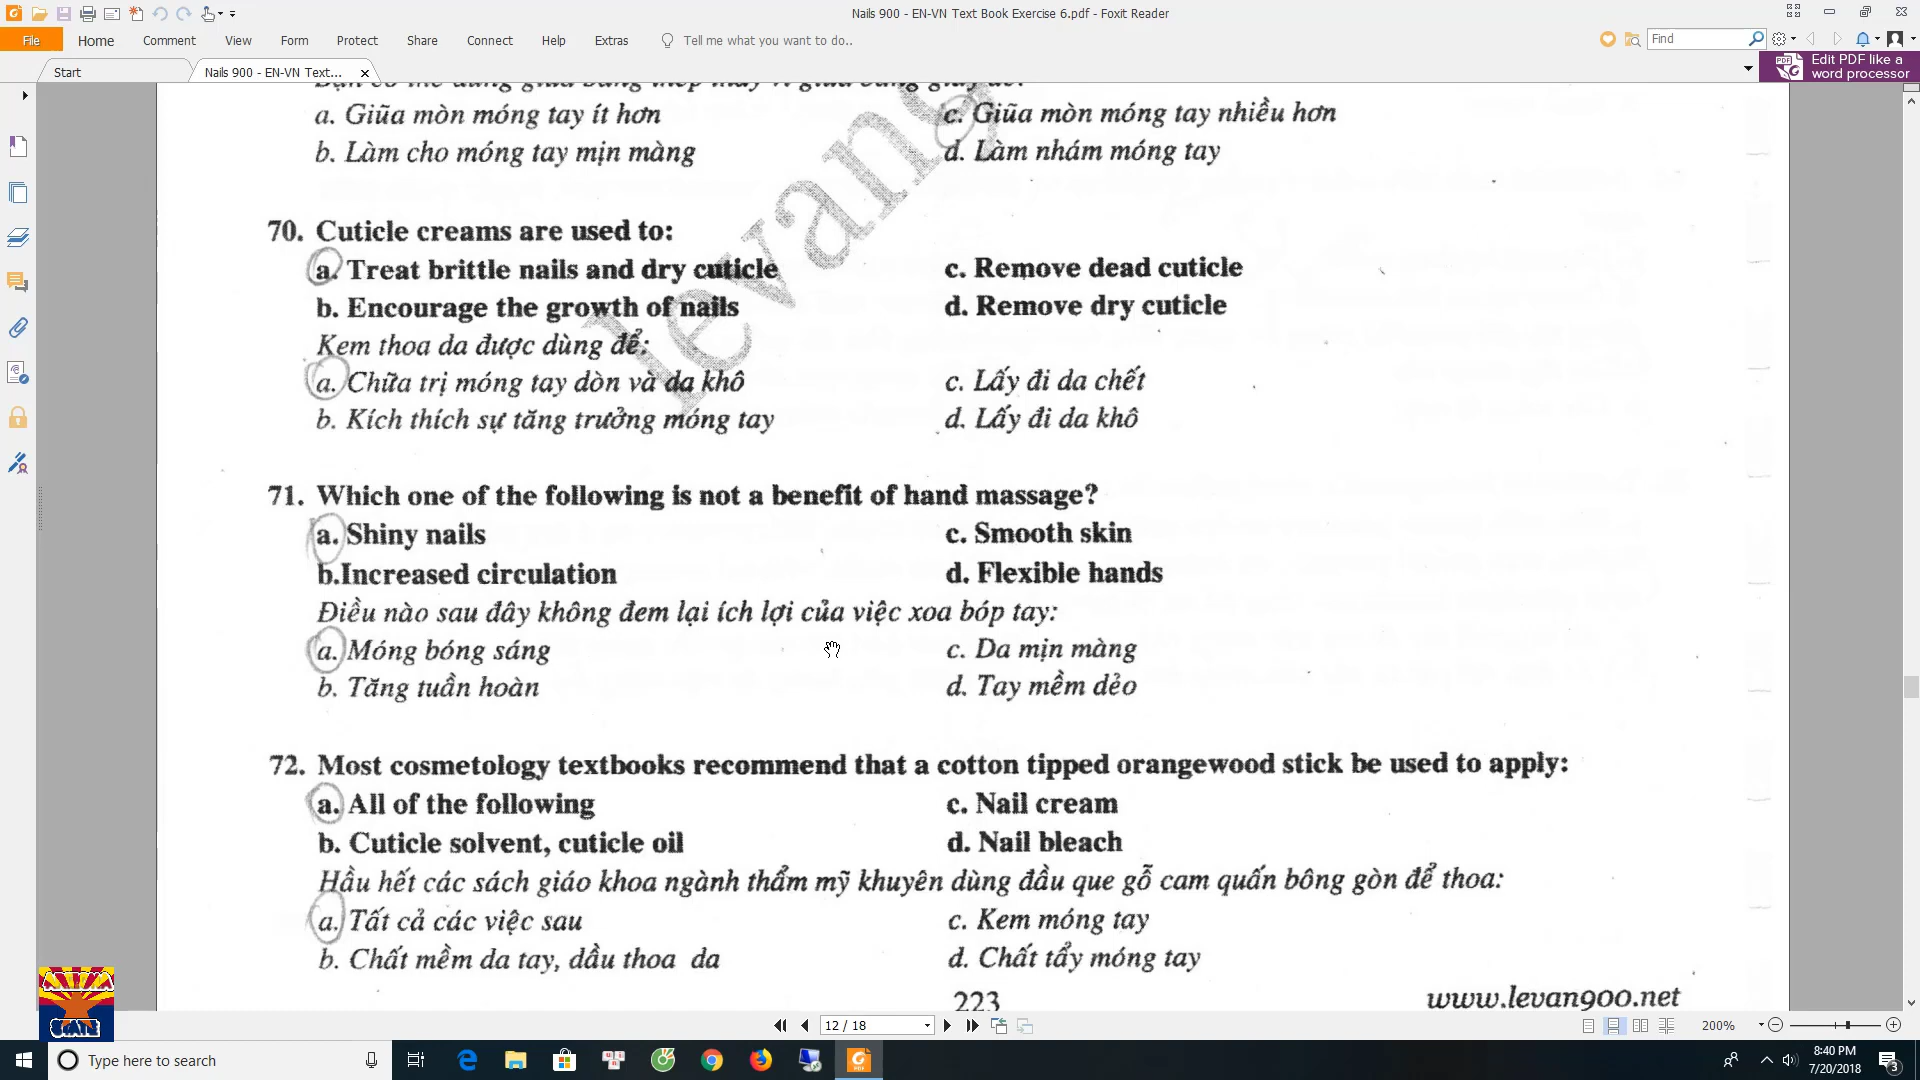 Nails 900 - EN-VN Text Book Exercise 6.pdf - Foxit Reader
File Home Comment View Form Protect Share Connect Help Extras Tell me what you want to do.. Find
Start Nails 900 - EN-VN Text... Edit PDF like a
word processor
a. Giũa mòn móng tay ít hơn c. Giũa mòn móng tay nhiều hơn
b. Làm cho móng tay mịn màng d. Làm nhám móng tay
levan
70. Cuticle creams are used to:
a. Treat brittle nails and dry cuticle c. Remove dead cuticle
b. Encourage the growth of nails d. Remove dry cuticle
Kem thoa da được dùng để:
a. Chữa trị móng tay dòn và da khô c. Lấy đi da chết
b. Kích thích sự tăng trưởng móng tay d. Lấy đi da khô
71. Which one of the following is not a benefit of hand massage?
a. Shiny nails c. Smooth skin
b.Increased circulation d. Flexible hands
Điều nào sau đây không đem lại ích lợi của việc xoa bóp tay:
a. Móng bóng sáng c. Da mịn màng
b. Tăng tuần hoàn d. Tay mềm dẻo
72. Most cosmetology textbooks recommend that a cotton tipped orangewood stick be used to apply:
a. All of the following c. Nail cream
b. Cuticle solvent, cuticle oil d. Nail bleach
Hầu hết các sách giáo khoa ngành thẩm mỹ khuyên dùng đầu que gỗ cam quấn bông gòn để thoa:
a. Tất cả các việc sau c. Kem móng tay
b. Chất mềm da tay, dầu thoa da d. Chất tẩy móng tay
223 www.levan900.net
12 / 18 200%
Type here to search 8:40 PM
7/20/2018 3